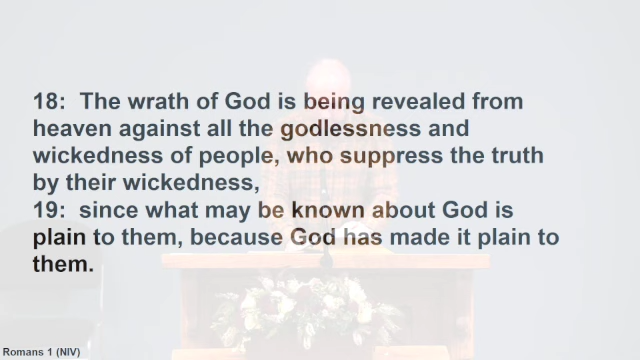 18: The wrath of God is being revealed from
heaven against all the godlessness and
wickedness of people, who suppress the truth
by their wickedness,
19: since what may be known about God is
plain to them, because God has made it plain to
them.
Romans 1 (NIV)